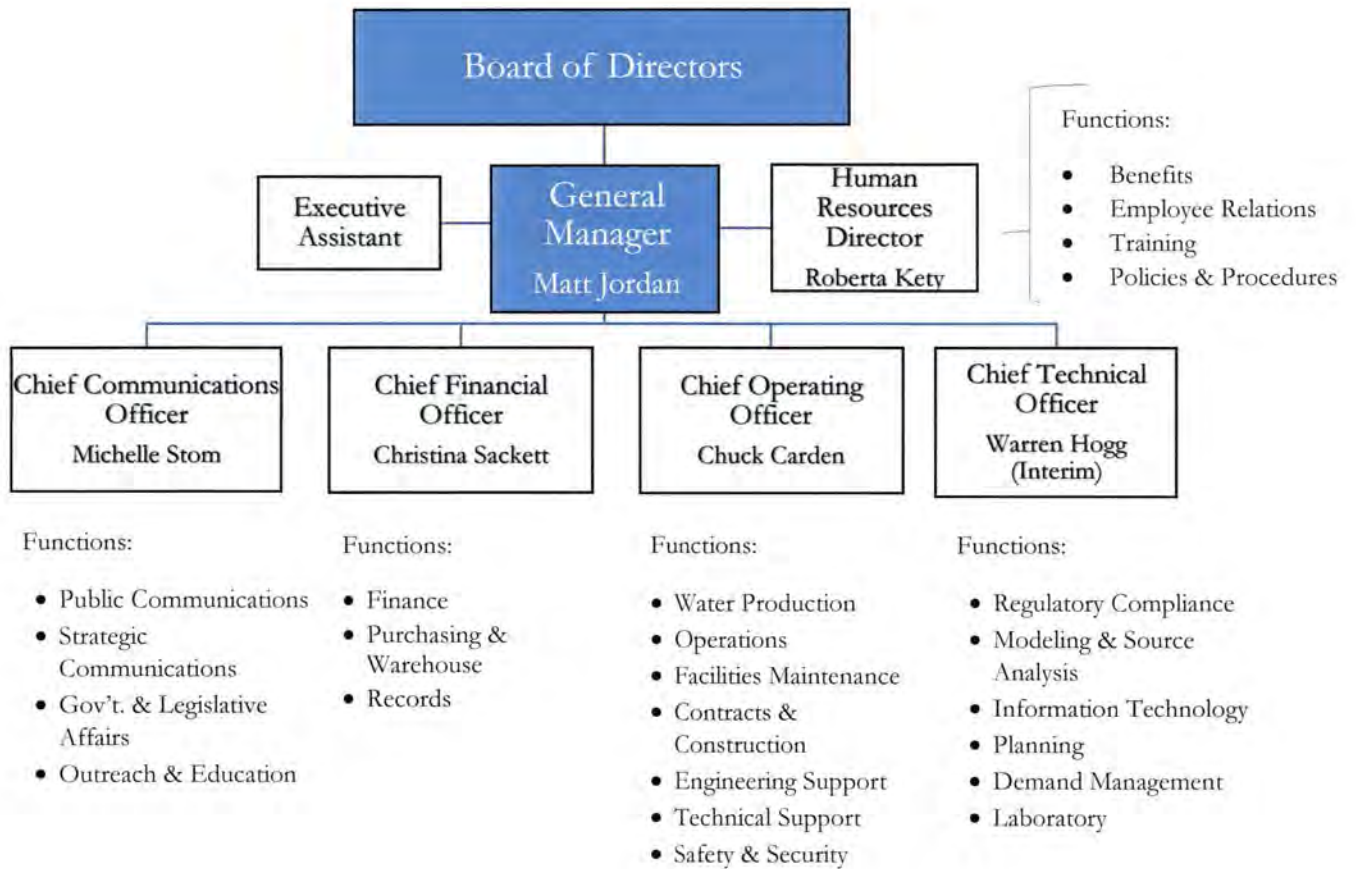 Board of Directors
Executive
Assistant
General
Manager
Matt Jordan
Human
Resources
Director
Roberta Kety
Functions:
• Benefits
• Employee Relations
• Training
• Policies & Procedures
Chief Communications
Officer
Michelle Stom
Chief Financial
Officer
Christina Sackett
Chief Operating
Officer
Chuck Carden
Chief Technical
Officer
Warren Hogg
(Interim)
Functions:
• Public Communications
• Strategic
Communications
• Gov't. & Legislative
Affairs
• Outreach & Education
Functions:
• Finance
• Purchasing &
Warehouse
• Records
Functions:
• Water Production
• Operations
• Facilities Maintenance
• Contracts &
Construction
• Engineering Support
• Technical Support
• Safety & Security
Functions:
• Regulatory Compliance
• Modeling & Source
Analysis
• Information Technology
• Planning
• Demand Management
• Laboratory